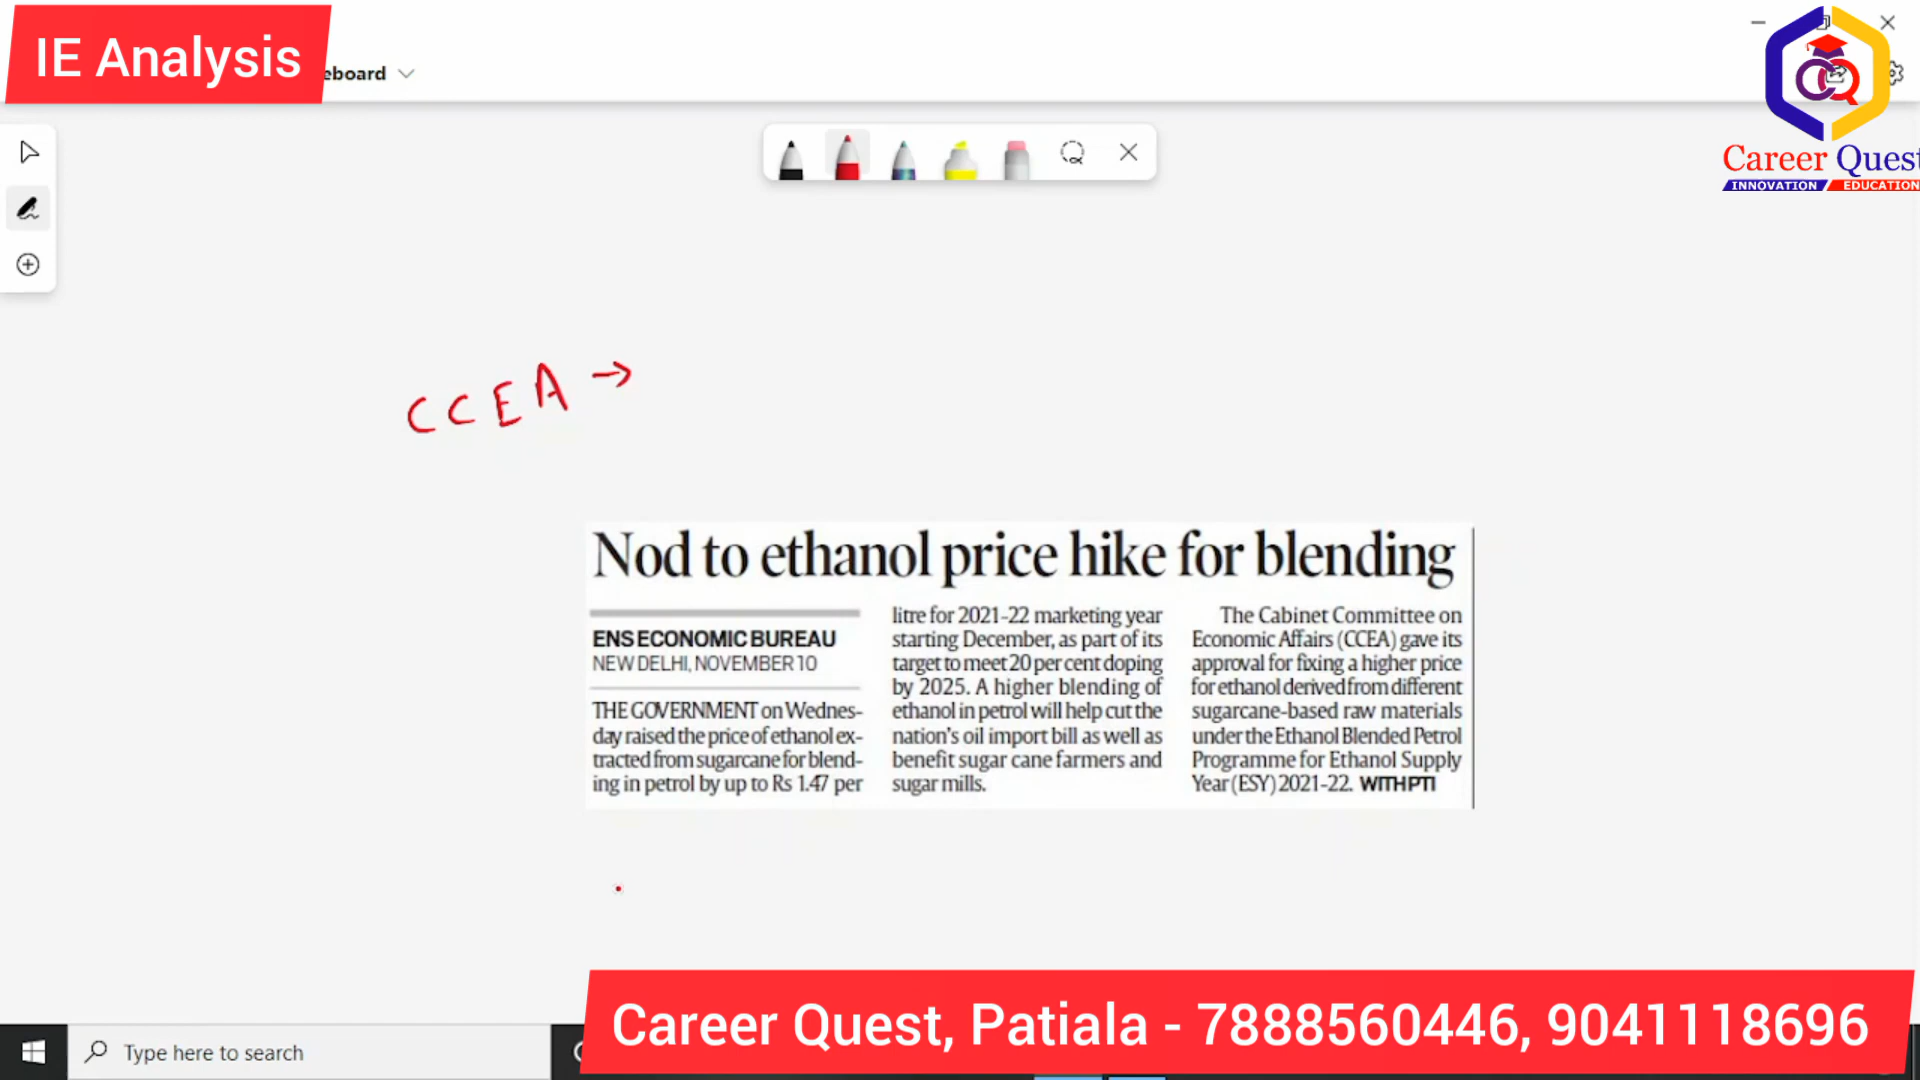 IE Analysis
eboard
Career Quest
INNOVATION EDUCATION
CCEA →
Nod to ethanol price hike for blending
ENS ECONOMIC BUREAU
NEW DELHI, NOVEMBER 10
THE GOVERNMENT on Wednes-
day raised the price of ethanol ex-
tracted from sugarcane for blend-
ing in petrol by up to Rs 1.47 per
litre for 2021-22 marketing year
starting December, as part of its
target to meet 20 per cent doping
by 2025. A higher blending of
ethanol in petrol will help cut the
nation's oil import bill as well as
benefit sugar cane farmers and
sugar mills.
The Cabinet Committee on
Economic Affairs (CCEA) gave its
approval for fixing a higher price
for ethanol derived from different
sugarcane-based raw materials
under the Ethanol Blended Petrol
Programme for Ethanol Supply
Year (ESY) 2021-22. WITH PTI
Career Quest, Patiala - 7888560446, 9041118696
Type here to search